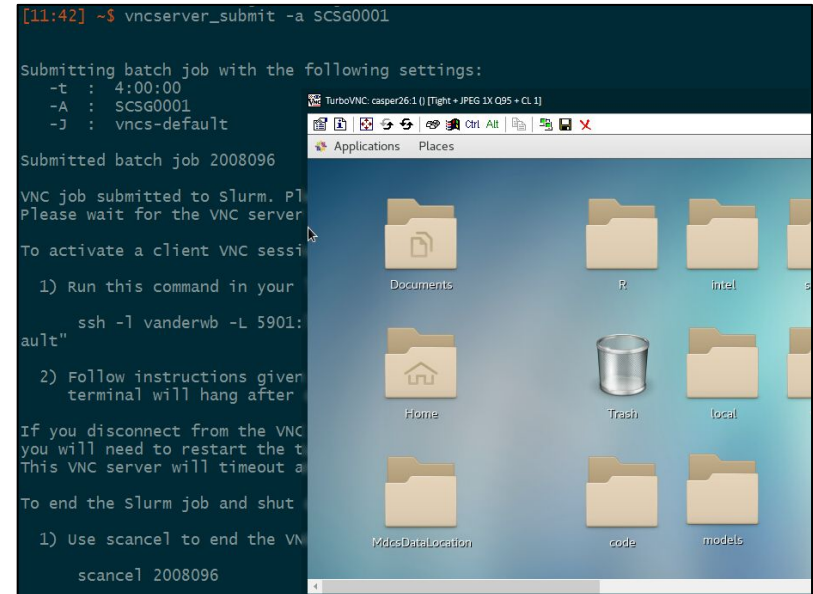 [11:42] ~$ vncserver_submit -a SCSG0001
Submitting batch job with the following settings:
-t : 4:00:00
-A : SCSG0001
-J : vncs-default
Submitted batch job 2008096
VNC job submitted to Slurm. Pl
Please wait for the VNC server
To activate a client VNC sessi
1) Run this command in your
ssh -l vanderwb -L 5901:
ault"
2) Follow instructions given
terminal will hang after
If you disconnect from the VNC
you will need to restart the t
This VNC server will timeout a
To end the Slurm job and shut
1) Use scancel to end the VN
scancel 2008096
TurboVNC: casper26:1 () [Tight + JPEG 1X Q95 + CL 1]
Ctrl Alt
Applications Places
Documents R intel s
Home Trash local
MdcsDataLocation code models